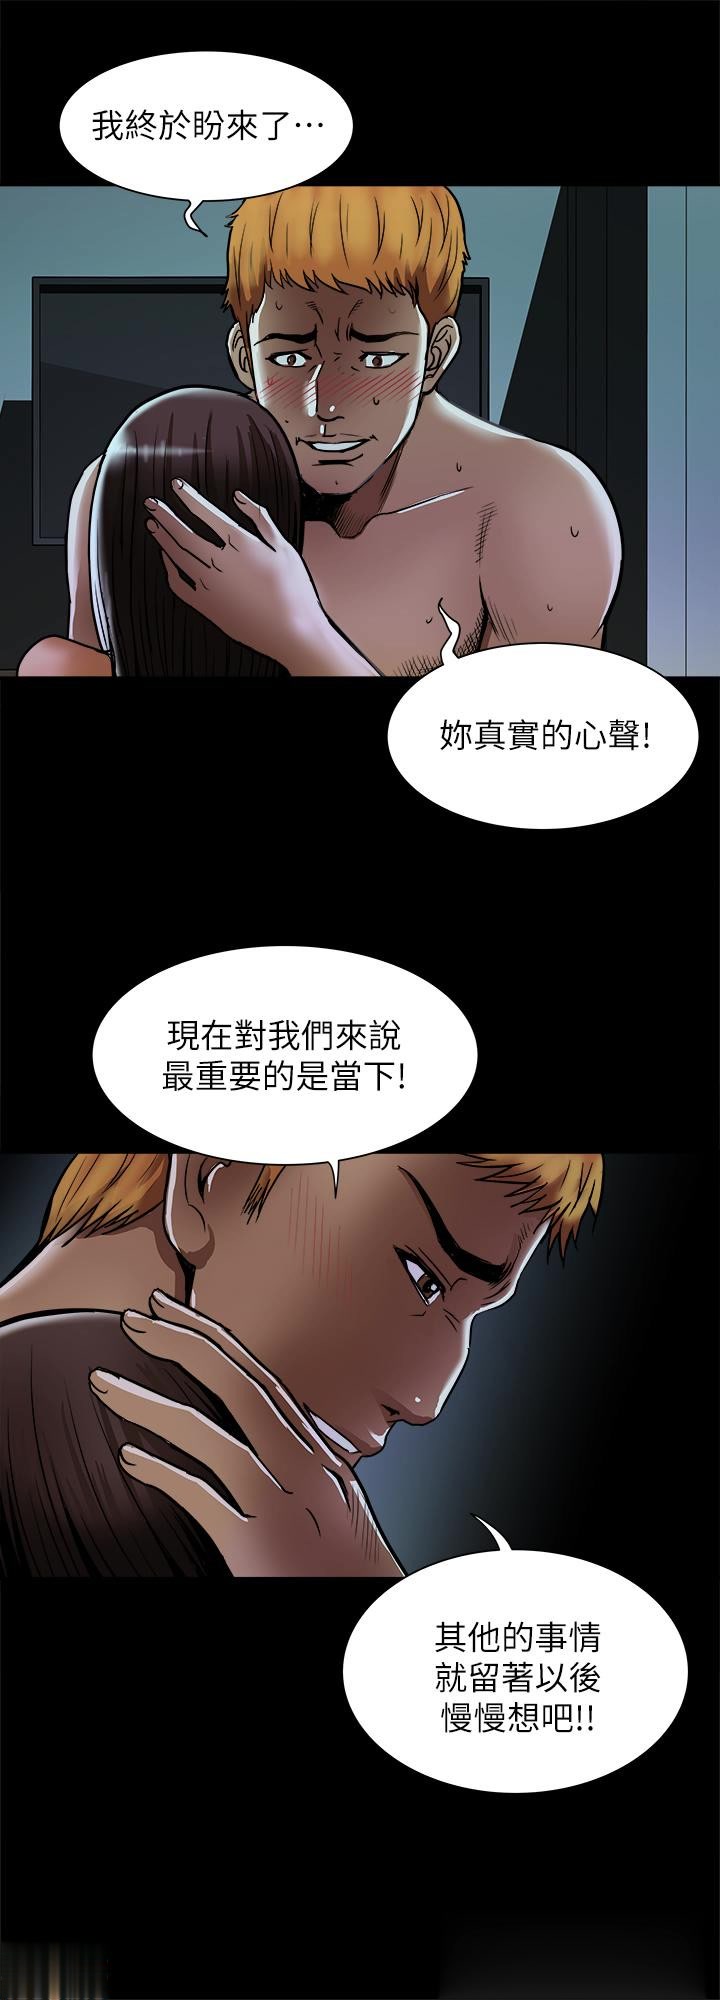 我終於盼來了⋯
妳真實的心聲!
現在對我們來說
最重要的是當下!
其他的事情
就留著以後
慢慢想吧!!